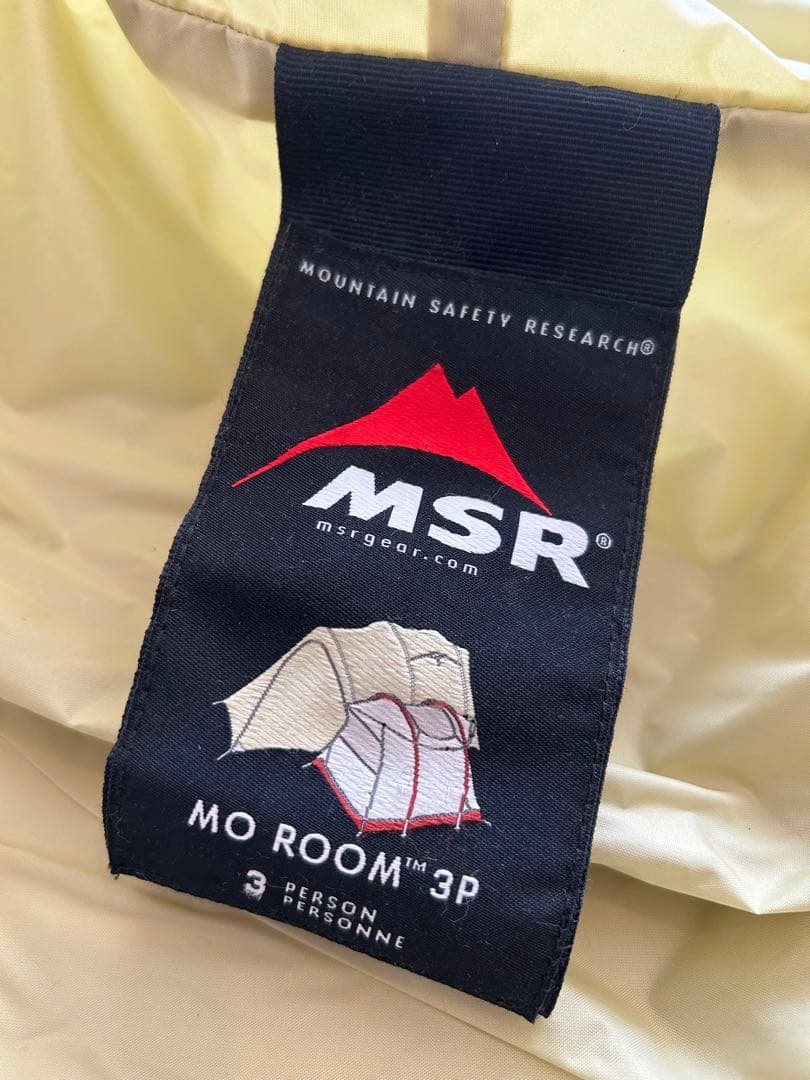 MOUNTAIN SAFETY RESEARCH®
MSR®
msrgear.com
MO ROOM™ 3P
3 PERSON
PERSONNE